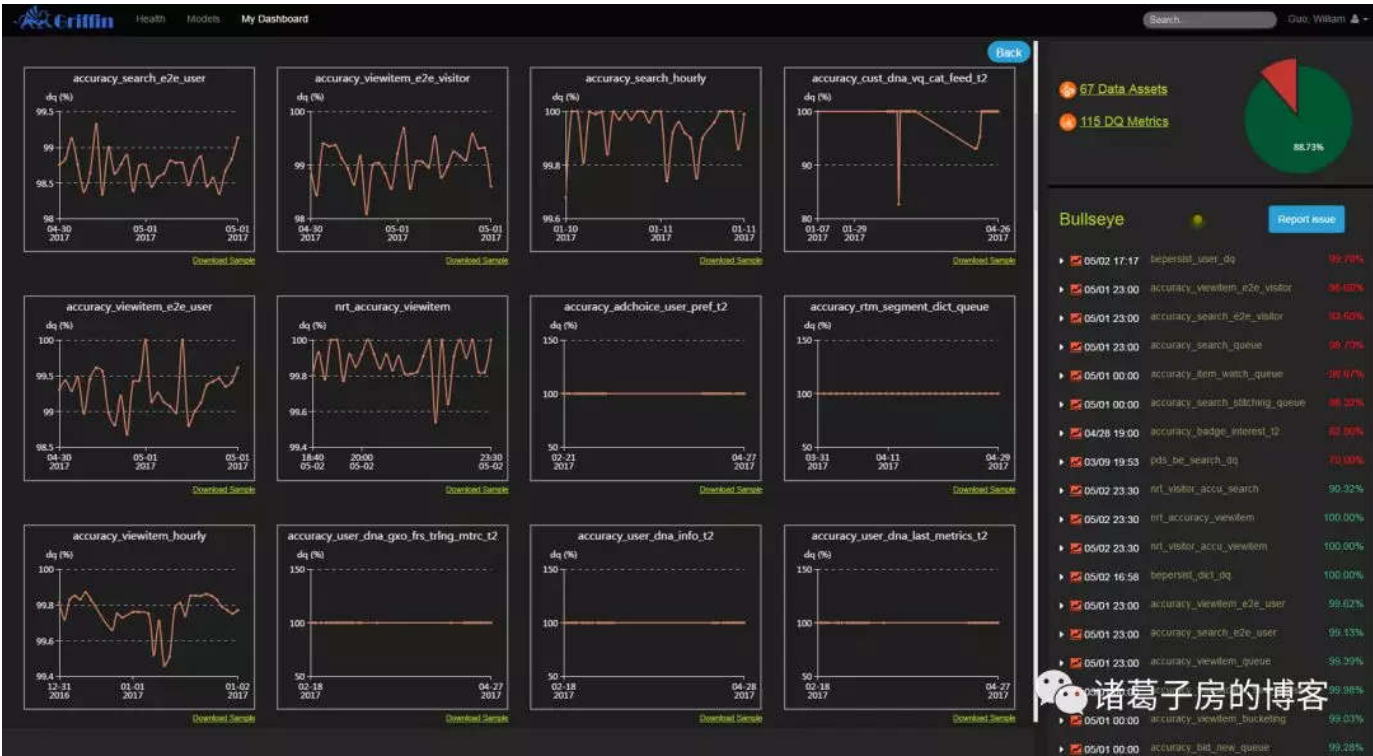 Griffin Health Models My Dashboard
Search... Guo, William
Back
accuracy_search_e2e_user
dq (%)
99.5
99
98.5
98
04-30 2017
05-01 2017
05-01 2017
Download Sample
accuracy_viewitem_e2e_visitor
dq (%)
100
99
98
04-30 2017
05-01 2017
05-01 2017
Download Sample
accuracy_search_hourly
dq (%)
100
99.8
99.6
01-10 2017
01-11 2017
01-11 2017
Download Sample
accuracy_cust_dna_vq_cat_feed_t2
dq (%)
100
90
80
01-07 2017
01-29 2017
04-26 2017
Download Sample
accuracy_viewitem_e2e_user
dq (%)
100
99.5
99
98.5
04-30 2017
05-01 2017
05-01 2017
Download Sample
nrt_accuracy_viewitem
dq (%)
100
99.8
99.6
99.4
18:40 05-02
20:00 05-02
23:30 05-02
Download Sample
accuracy_adchoice_user_pref_t2
dq (%)
150
100
50
02-21 2017
04-27 2017
Download Sample
accuracy_rtm_segment_dict_queue
dq (%)
150
100
50
03-31 2017
04-11 2017
04-29 2017
Download Sample
accuracy_viewitem_hourly
dq (%)
100
99.8
99.6
99.4
12-31 2016
01-01 2017
01-02 2017
Download Sample
accuracy_user_dna_gxo_frs_trlng_mtrc_t2
dq (%)
150
100
50
02-18 2017
04-27 2017
Download Sample
accuracy_user_dna_info_t2
dq (%)
150
100
50
02-18 2017
04-28 2017
Download Sample
accuracy_user_dna_last_metrics_t2
dq (%)
150
100
50
02-18 2017
04-27 2017
Download Sample
67 Data Assets
115 DQ Metrics
88.73%
Bullseye
Report issue
05/02 17:17 bepersist_user_dq
05/01 23:00 accuracy_viewitem_e2e_visitor
05/01 23:00 accuracy_search_e2e_visitor
05/01 23:00 accuracy_search_queue
05/01 00:00 accuracy_item_watch_queue
05/01 00:00 accuracy_search_stitching_queue
04/28 19:00 accuracy_badge_interest_t2
03/09 19:53 pds_be_search_dq
05/02 23:30 nrt_visitor_accu_search 90.32%
05/02 23:30 nrt_accuracy_viewitem 100.00%
05/02 23:30 nrt_visitor_accu_viewitem 100.00%
05/02 16:58 bepersist_dict_dq 100.00%
05/01 23:00 accuracy_viewitem_e2e_user 99.62%
05/01 23:00 accuracy_search_e2e_user 99.13%
05/01 23:00 accuracy_viewitem_queue 99.39%
99.98%
诸葛子房的博客
05/01 00:00 accuracy_viewitem_bucketing 99.03%
05/01 00:00 accuracy_bid_new_queue 99.28%